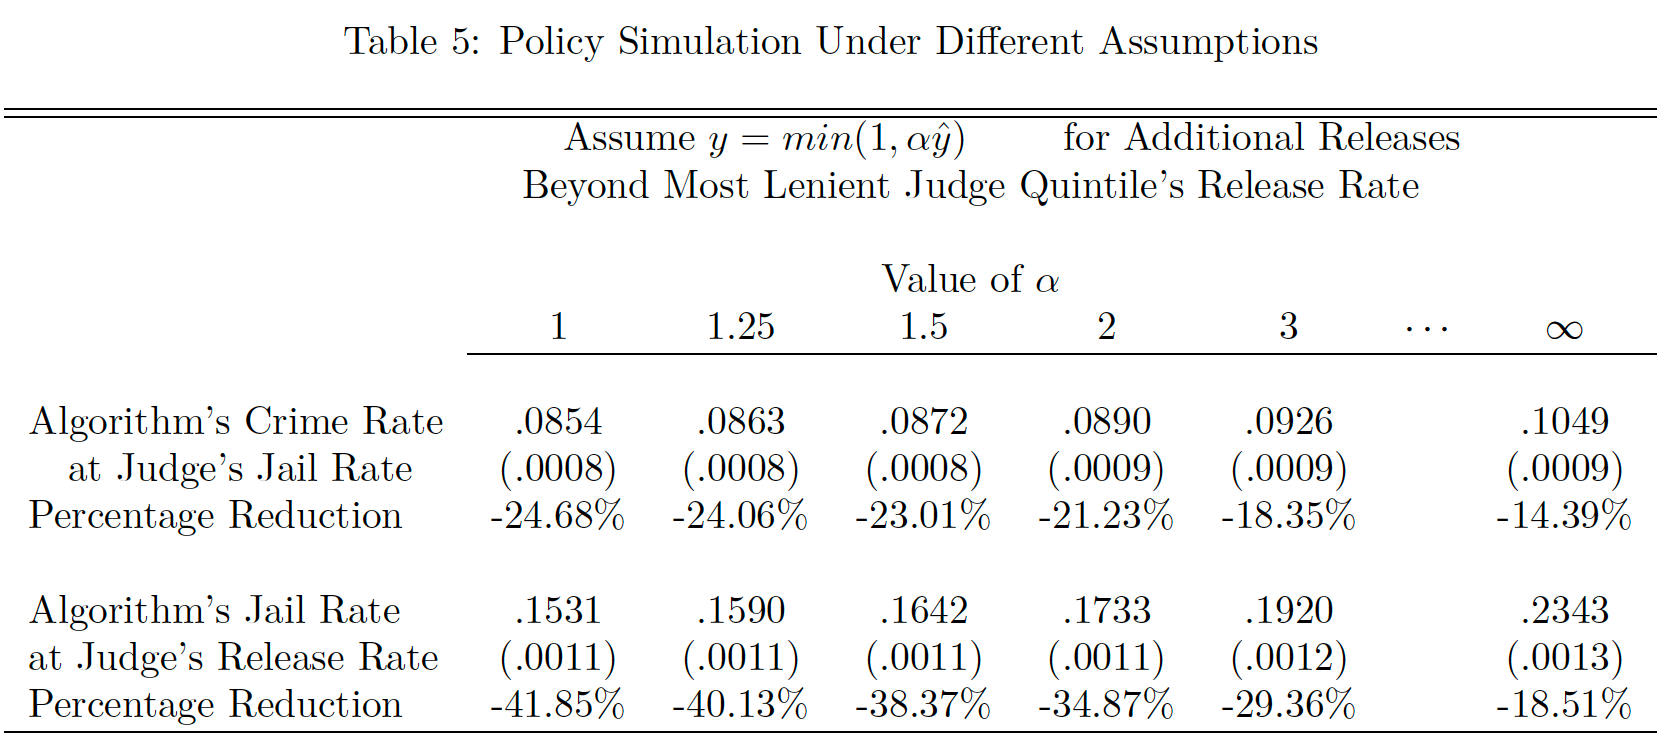 Table 5: Policy Simulation Under Different Assumptions
Assume y = min(1, αŷ) for Additional Releases
Beyond Most Lenient Judge Quintile's Release Rate
Value of α
1 1.25 1.5 2 3 ⋯ ∞
Algorithm's Crime Rate .0854 .0863 .0872 .0890 .0926 .1049
at Judge's Jail Rate (.0008) (.0008) (.0008) (.0009) (.0009) (.0009)
Percentage Reduction -24.68% -24.06% -23.01% -21.23% -18.35% -14.39%
Algorithm's Jail Rate .1531 .1590 .1642 .1733 .1920 .2343
at Judge's Release Rate (.0011) (.0011) (.0011) (.0011) (.0012) (.0013)
Percentage Reduction -41.85% -40.13% -38.37% -34.87% -29.36% -18.51%